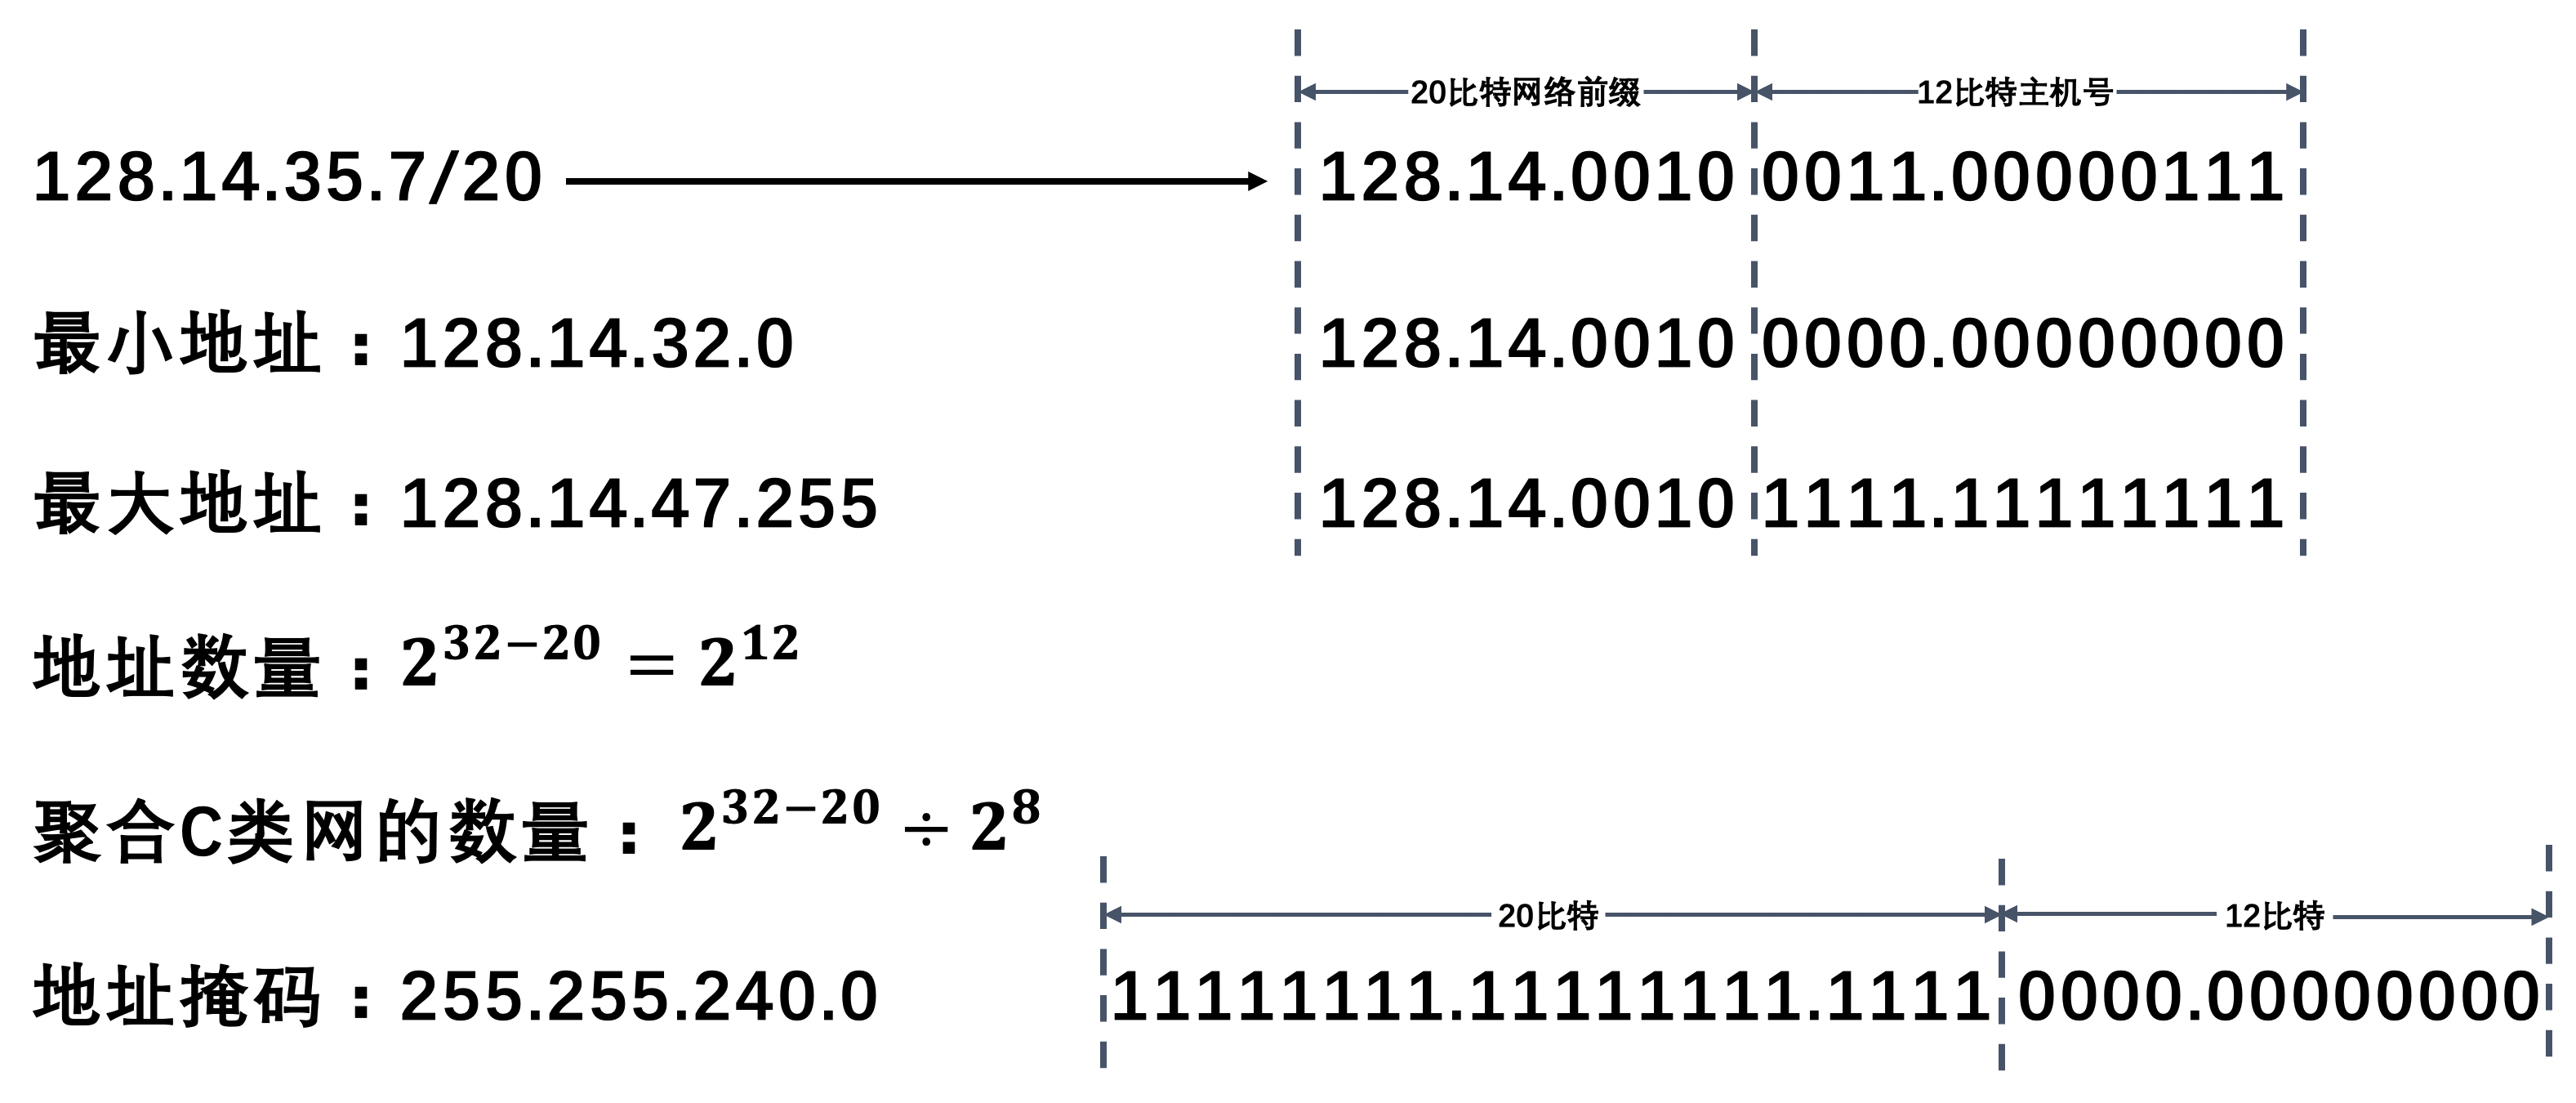 20比特网络前缀 12比特主机号
128.14.35.7/20 128.14.0010 0011.00000111
最小地址：128.14.32.0 128.14.0010 0000.00000000
最大地址：128.14.47.255 128.14.0010 1111.11111111
地址数量：2^{32−20} = 2^{12}
聚合C类网的数量： 2^{32−20} ÷ 2^8
20比特 12比特
地址掩码：255.255.240.0 11111111.11111111.1111 0000.00000000